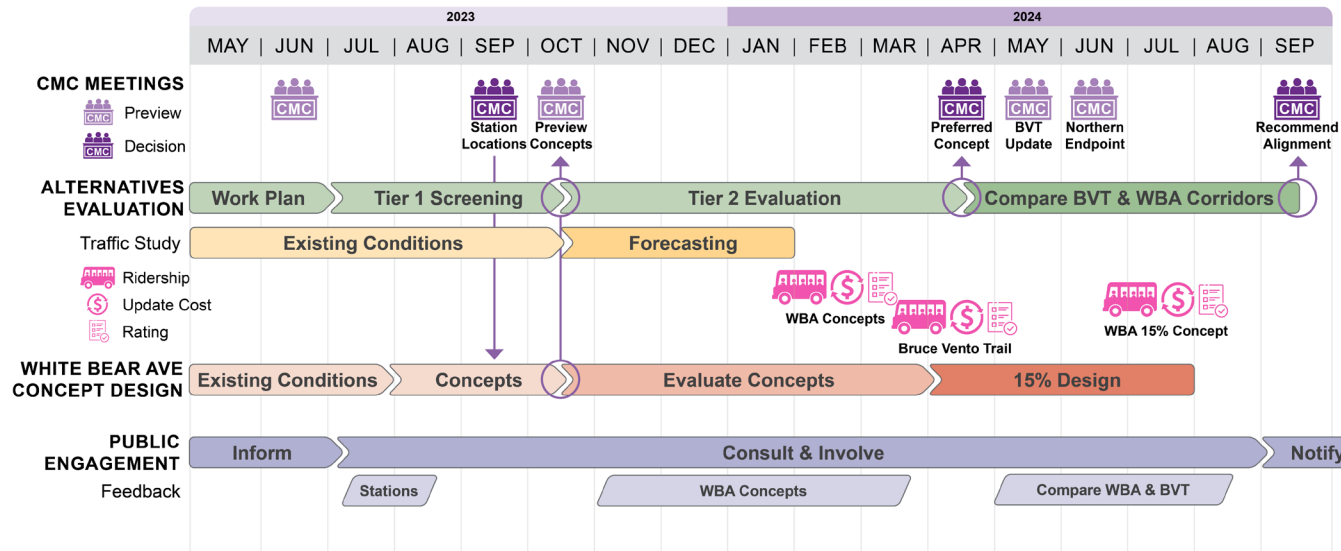 2023
2024
MAY | JUN | JUL | AUG | SEP | OCT | NOV | DEC | JAN | FEB | MAR | APR | MAY | JUN | JUL | AUG | SEP
CMC MEETINGS
Preview
Decision
CMC
CMC
CMC
CMC
CMC
Station
Locations
CMC
Preview
Concepts
CMC
Preferred
Concept
CMC
BVT
Update
CMC
Northern
Endpoint
CMC
Recommend
Alignment
ALTERNATIVES
EVALUATION
Work Plan
Tier 1 Screening
Tier 2 Evaluation
Compare BVT & WBA Corridors
Traffic Study
Existing Conditions
Forecasting
Ridership
Update Cost
Rating
$
$
WBA Concepts
$
Bruce Vento Trail
$
WBA 15% Concept
WHITE BEAR AVE
CONCEPT DESIGN
Existing Conditions
Concepts
Evaluate Concepts
15% Design
PUBLIC
ENGAGEMENT
Inform
Consult & Involve
Notify
Feedback
Stations
WBA Concepts
Compare WBA & BVT